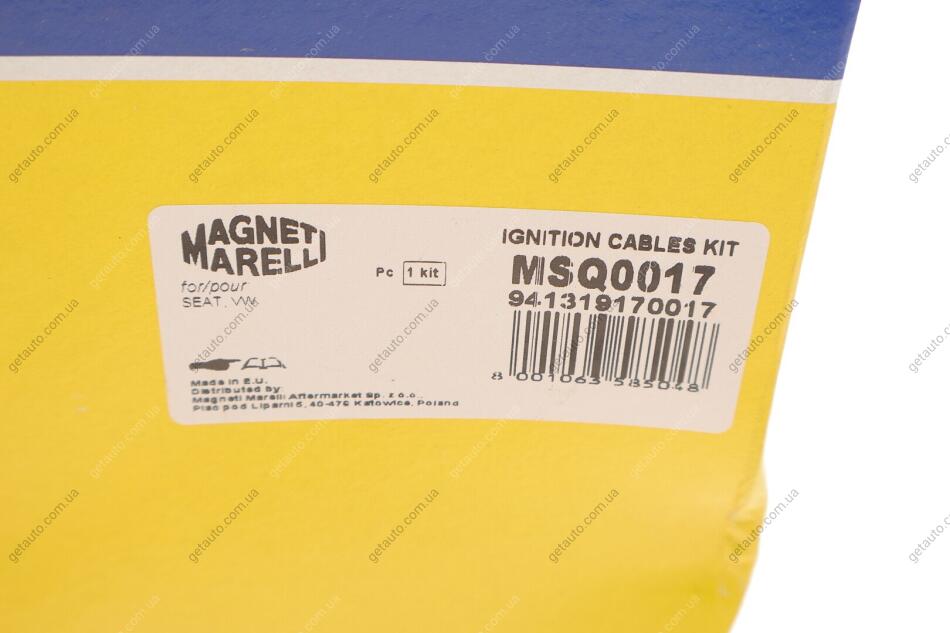 MAGNETI
MARELLI
for/pour
SEAT, VW
Pc 1 kit
IGNITION CABLES KIT
MSQ0017
941319170017
8 001063 585048
Made in E.U.
Distributed by:
Magneti Marelli Aftermarket Sp. z o.o.,
Plac pod Lipami 5, 40-476 Katowice, Poland
getauto.com.ua